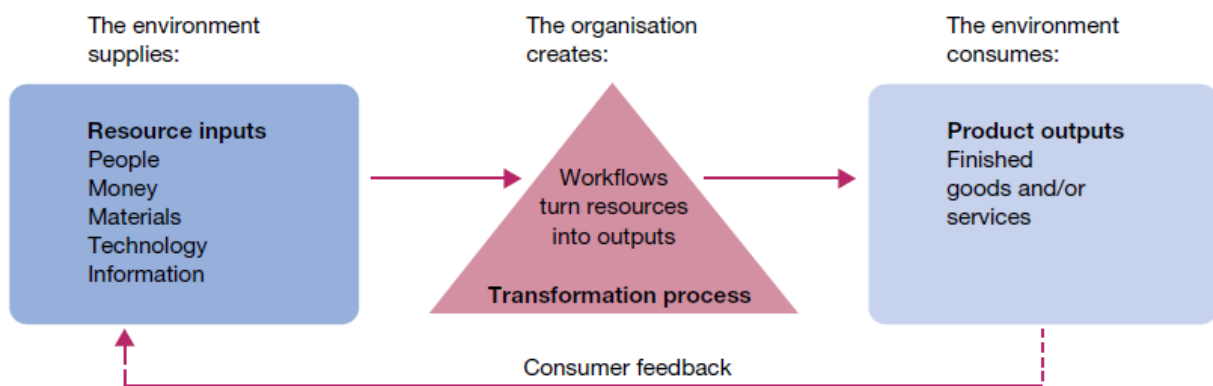 The environment
supplies:
Resource inputs
People
Money
Materials
Technology
Information
The organisation
creates:
Workflows
turn resources
into outputs
Transformation process
The environment
consumes:
Product outputs
Finished
goods and/or
services
Consumer feedback